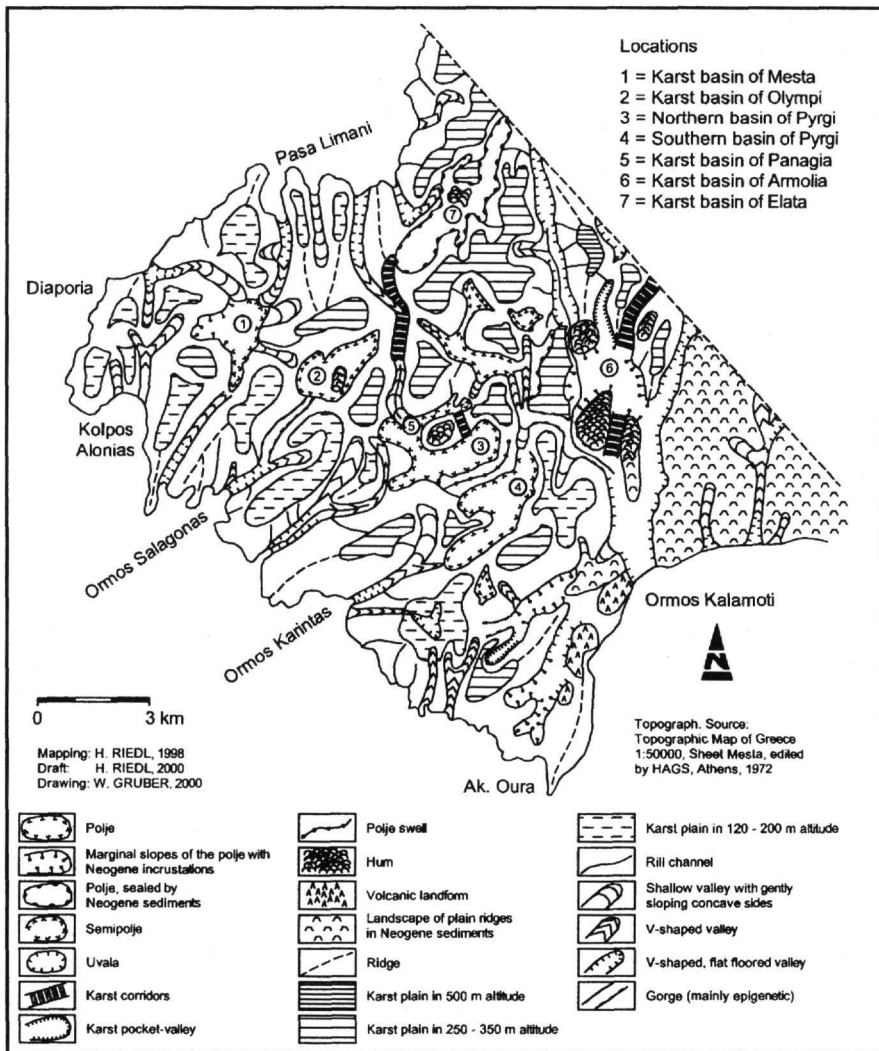 Locations
1 = Karst basin of Mesta
2 = Karst basin of Olympi
3 = Northern basin of Pyrgi
4 = Southern basin of Pyrgi
5 = Karst basin of Panagia
6 = Karst basin of Armolia
7 = Karst basin of Elata
Pasa Limani
Diaporia
Kolpos
Alonias
Ormos Salagonas
Ormos Karintas
Ormos Kalamoti
Ak. Oura
1
2
3
4
5
6
7
N
0 3 km
Mapping: H. RIEDL, 1998
Draft: H. RIEDL, 2000
Drawing: W. GRUBER, 2000
Topograph. Source:
Topographic Map of Greece
1:50000, Sheet Mesta, edited
by HAGS, Athens, 1972
Polje
Marginal slopes of the polje with
Neogene incrustations
Polje, sealed by
Neogene sediments
Semipolje
Uvala
Karst corridors
Karst pocket-valley
Polje swell
Hum
Volcanic landform
Landscape of plain ridges
in Neogene sediments
Ridge
Karst plain in 500 m altitude
Karst plain in 250 - 350 m altitude
Karst plain in 120 - 200 m altitude
Rill channel
Shallow valley with gently
sloping concave sides
V-shaped valley
V-shaped, flat floored valley
Gorge (mainly epigenetic)